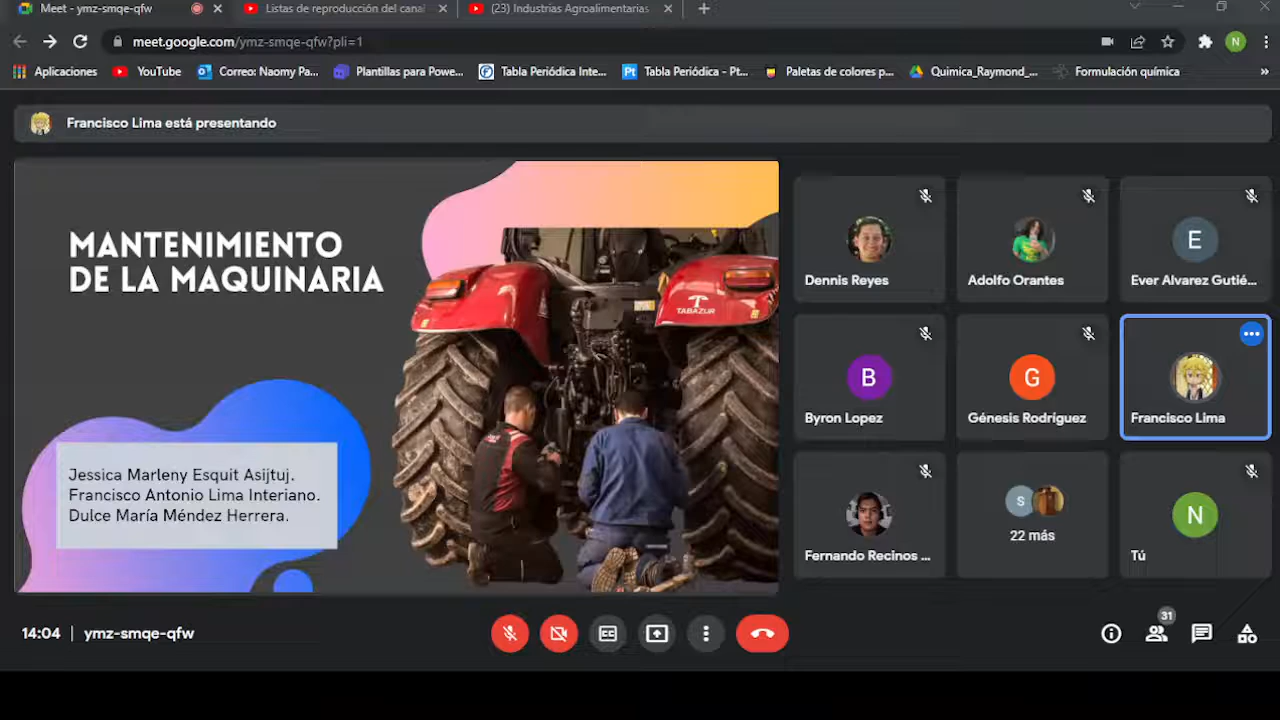 Meet - ymz-smqe-qfw
Listas de reproducción del canal
(23) Industrias Agroalimentarias
meet.google.com/ymz-smqe-qfw?pli=1
N
Aplicaciones
YouTube
Correo: Naomy Pa...
Plantillas para Powe...
Tabla Periódica Inte...
Pt
Tabla Periódica - Pt...
Paletas de colores p...
Quimica_Raymond_...
Formulación química
»
Francisco Lima está presentando
MANTENIMIENTO
DE LA MAQUINARIA
TABAZUR
Jessica Marleny Esquit Asijtuj.
Francisco Antonio Lima Interiano.
Dulce María Méndez Herrera.
Dennis Reyes
Adolfo Orantes
E
Ever Alvarez Gutié...
B
Byron Lopez
G
Génesis Rodríguez
Francisco Lima
Fernando Recinos ...
S
22 más
N
Tú
14:04 | ymz-smqe-qfw
CC
31